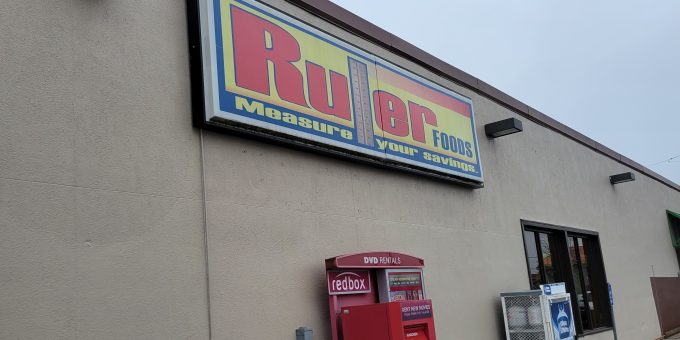 Ruler
FOODS
Measure your savings.
DVD RENTALS
redbox